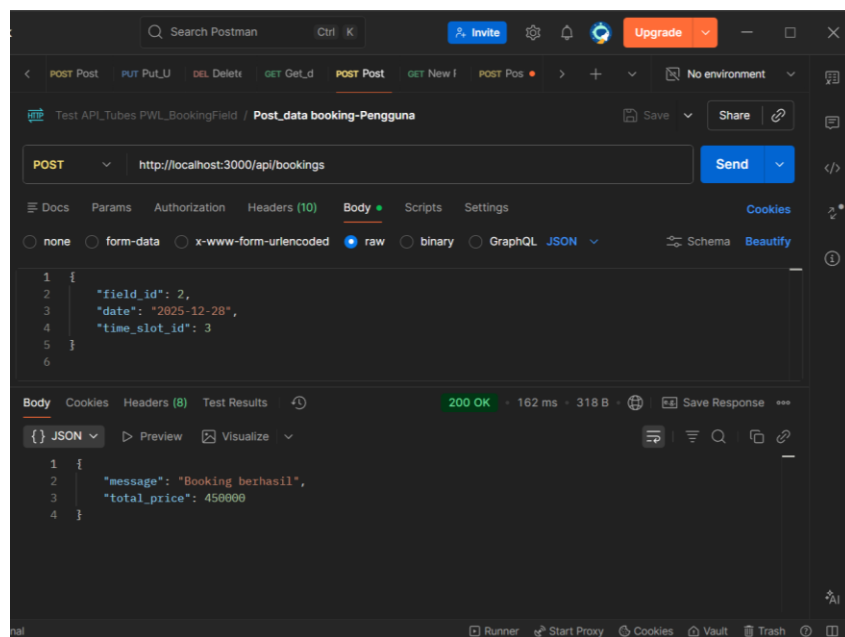 Search Postman Ctrl K Invite Upgrade
POST Post PUT Put_U DEL Delete GET Get_d POST Post GET New POST Pos No environment
HTTP Test API_Tubes PWL_BookingField / Post_data booking-Pengguna Save Share
POST http://localhost:3000/api/bookings Send
Docs Params Authorization Headers (10) Body Scripts Settings Cookies
none form-data x-www-form-urlencoded raw binary GraphQL JSON Schema Beautify
1 {
2 "field_id": 2,
3 "date": "2025-12-28",
4 "time_slot_id": 3
5 }
6
Body Cookies Headers (8) Test Results 200 OK • 162 ms • 318 B • Save Response
{} JSON Preview Visualize
1 {
2 "message": "Booking berhasil",
3 "total_price": 450000
4 }
AI
nal Runner Start Proxy Cookies Vault Trash